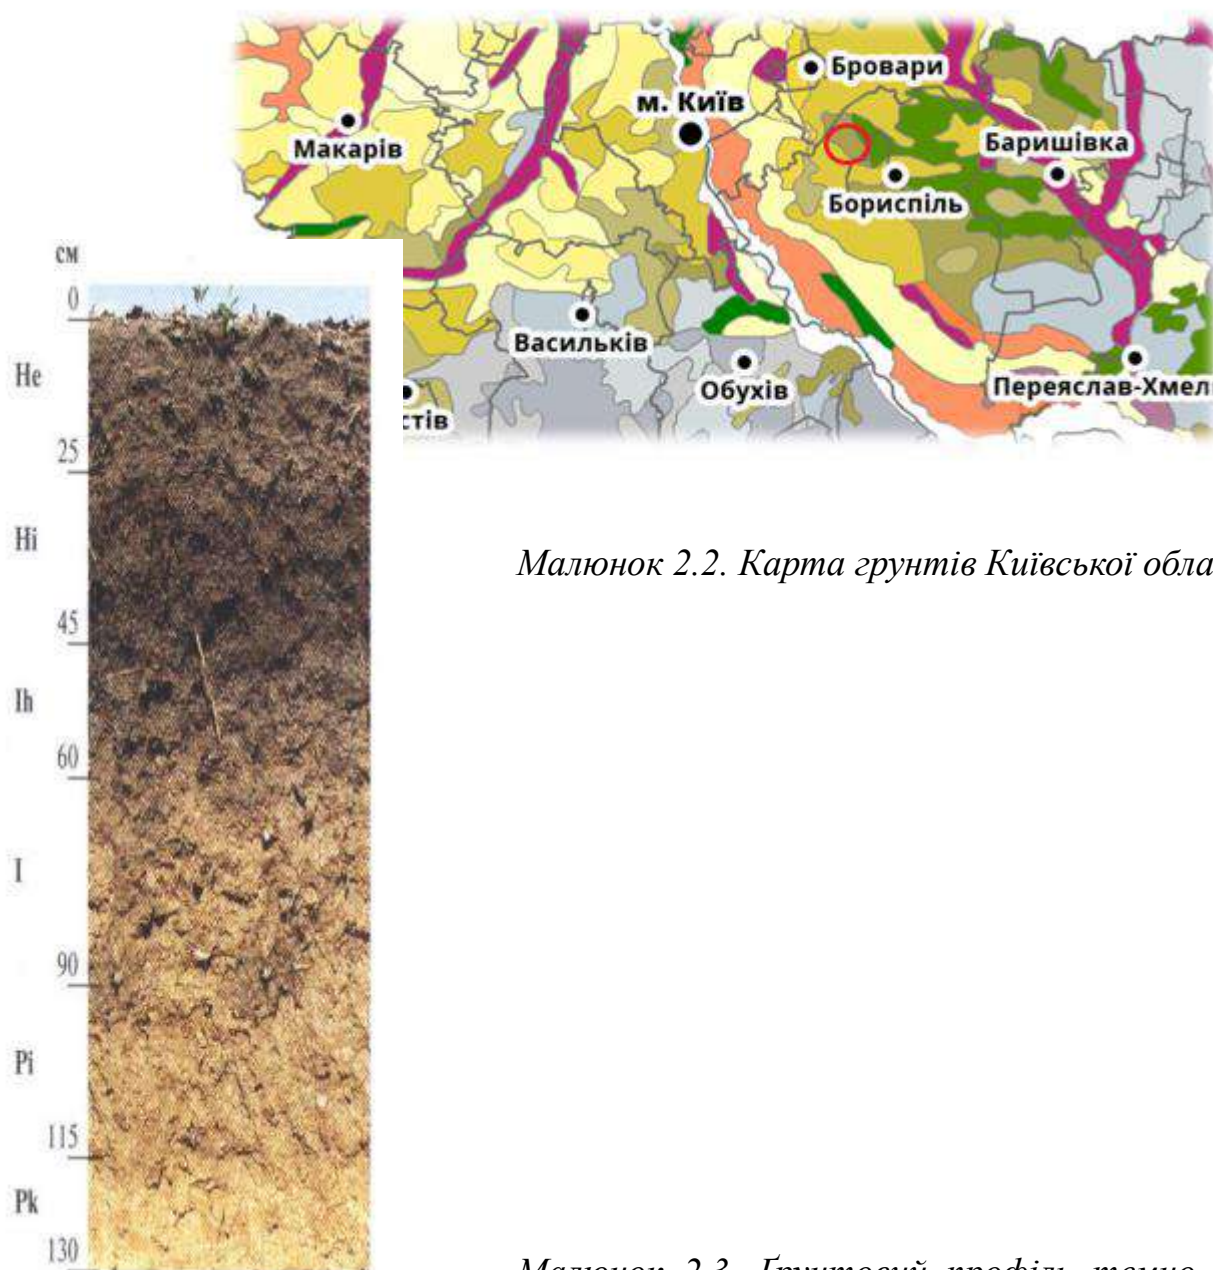 Бровари
м. Київ
Макарів
Баришівка
Бориспіль
см
0
Васильків
Обухів
Переяслав-Хмел
стів
He
25
Hi
45
Ih
60
I
90
Pi
115
Pk
130
Малюнок 2.2. Карта грунтів Київської обла
Малюнок 2.3. Ґрунтовий профіль темно